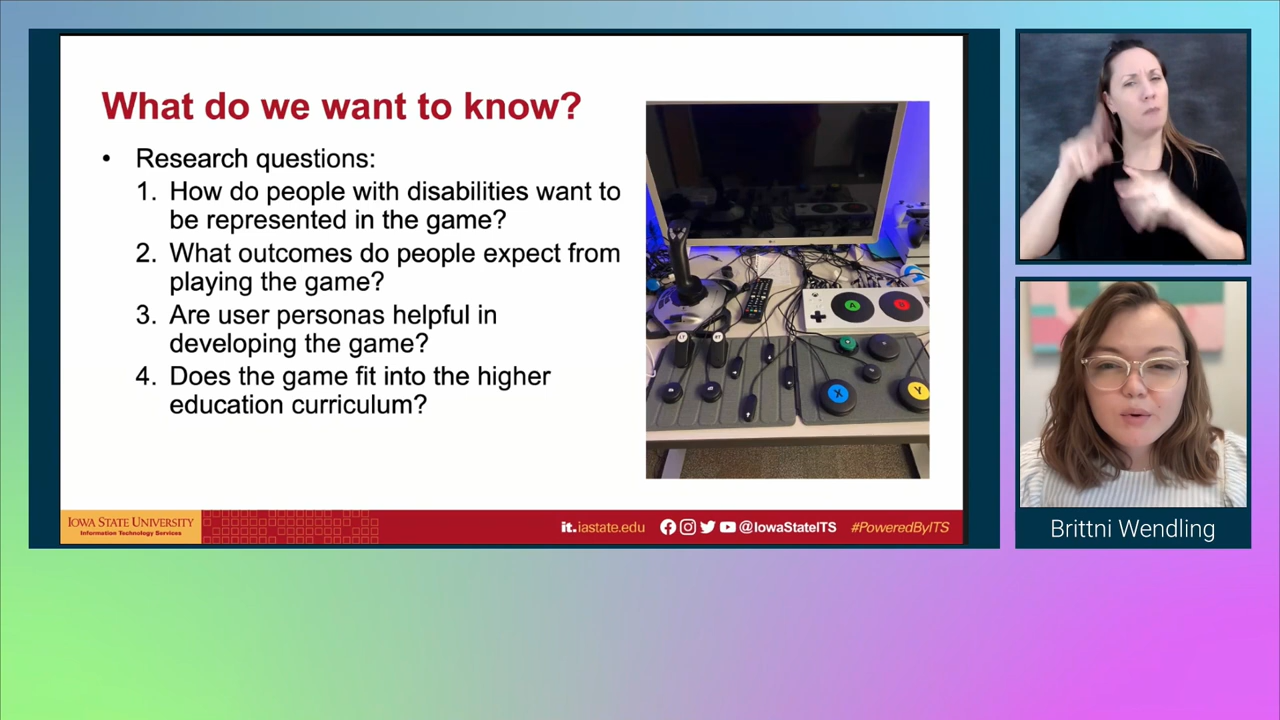 What do we want to know?
• Research questions:
1. How do people with disabilities want to
be represented in the game?
2. What outcomes do people expect from
playing the game?
3. Are user personas helpful in
developing the game?
4. Does the game fit into the higher
education curriculum?
A
B
X
Y
IOWA STATE UNIVERSITY
Information Technology Services
it.iastate.edu
@IowaStateITS
#PoweredByITS
Brittni Wendling